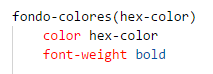 fondo-colores(hex-color)
    color hex-color
    font-weight bold